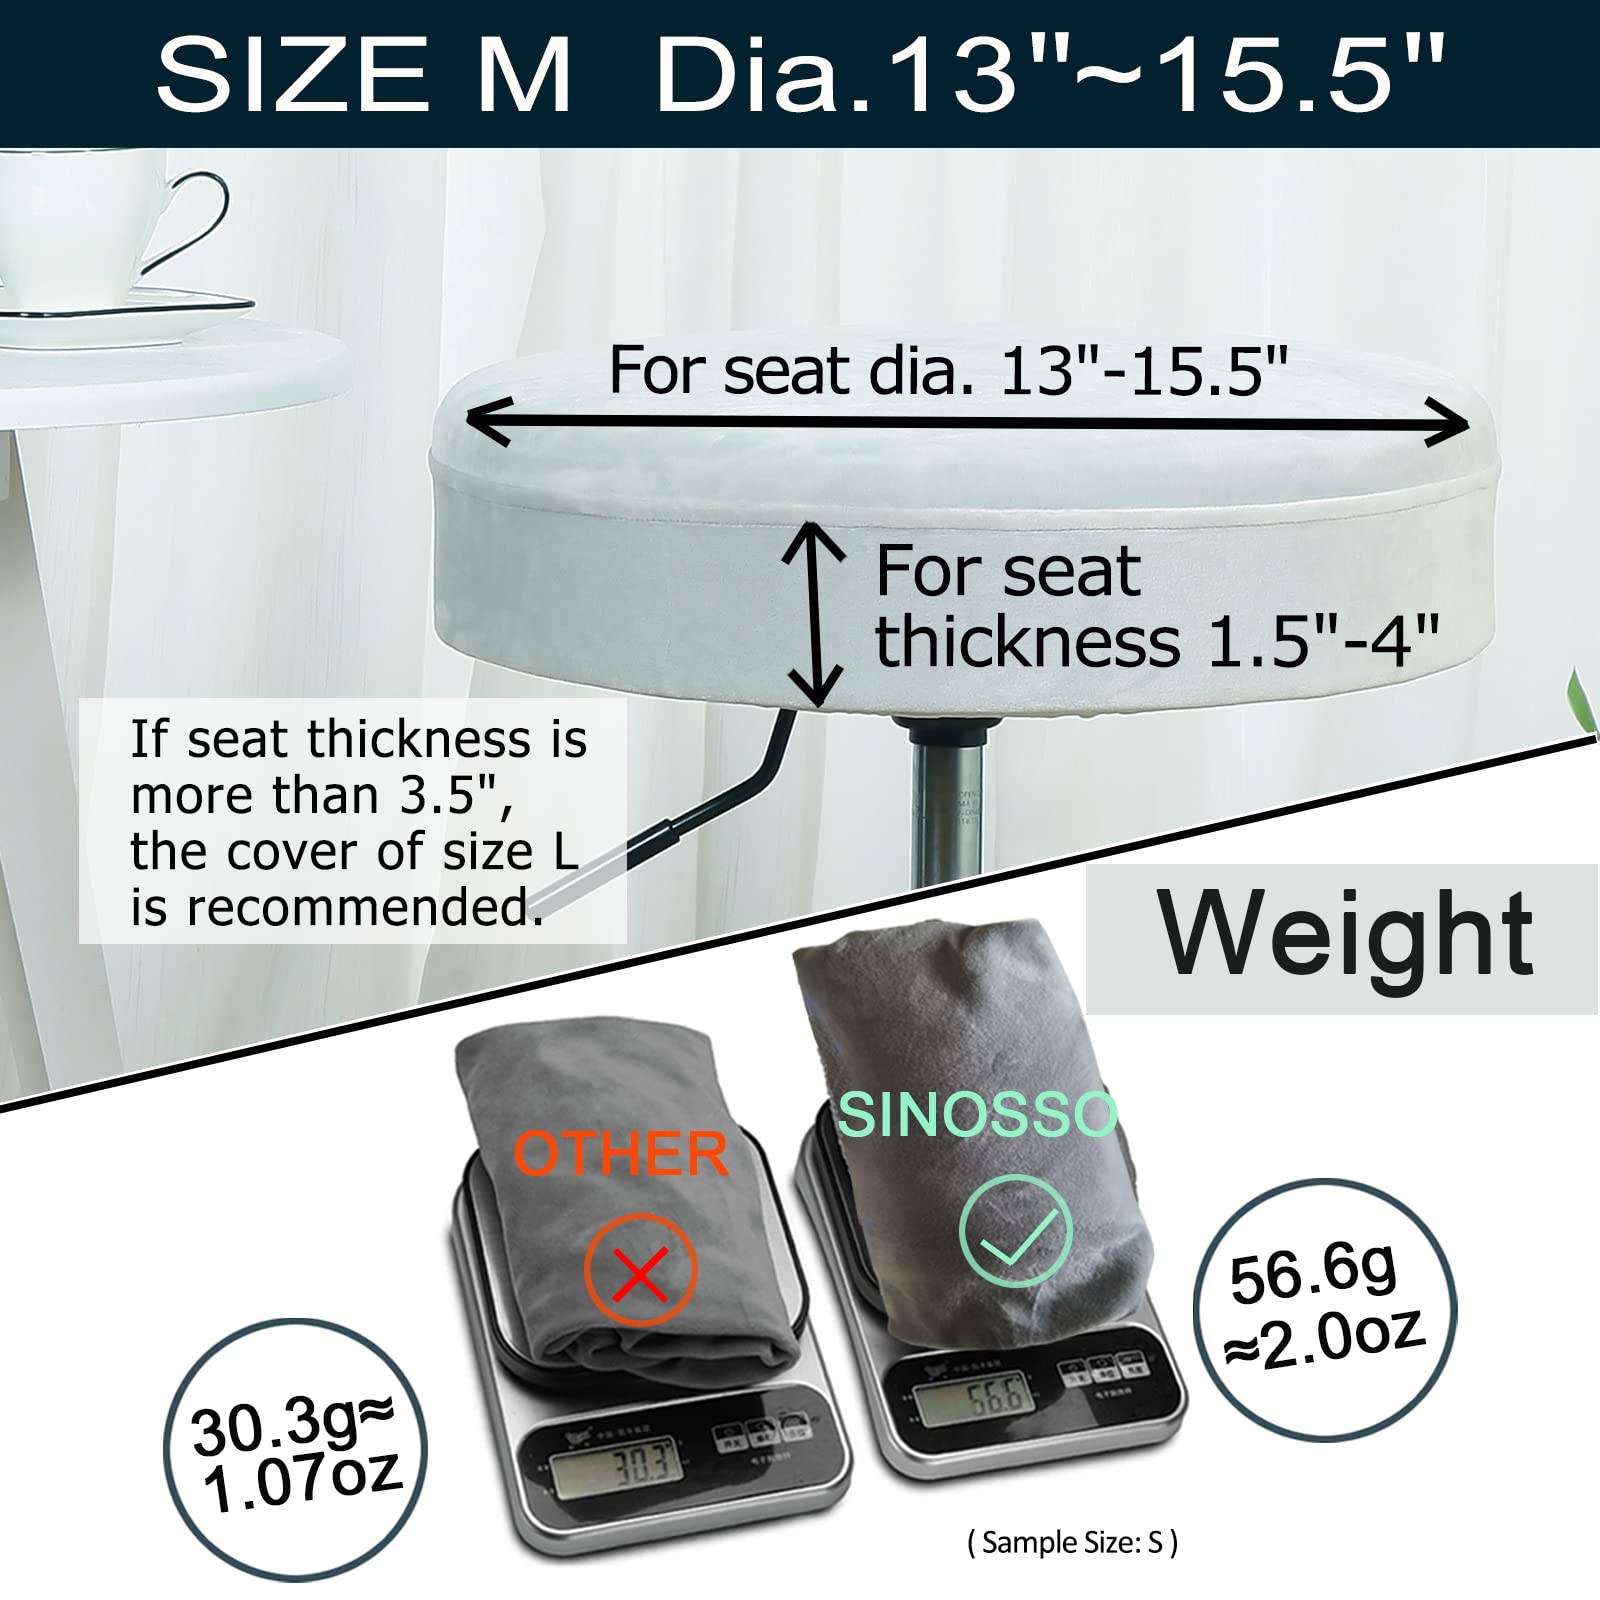 SIZE M Dia.13"~15.5"
For seat dia. 13"-15.5"
For seat
thickness 1.5"-4"
If seat thickness is
more than 3.5",
the cover of size L
is recommended.
Weight
OTHER
SINOSSO
30.3g≈
1.07oz
56.6g
≈2.0oz
30.3
( Sample Size: S )